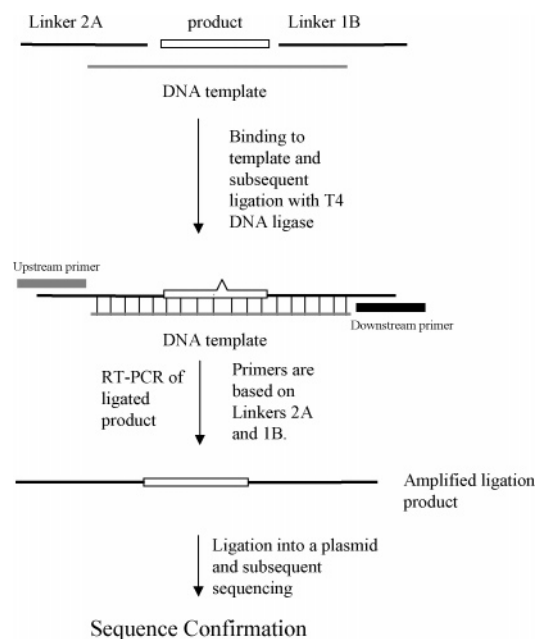 Linker 2A product Linker 1B
DNA template
Binding to
template and
subsequent
ligation with T4
DNA ligase
Upstream primer
Downstream primer
DNA template
RT-PCR of
ligated
product
Primers are
based on
Linkers 2A
and 1B.
Amplified ligation
product
Ligation into a plasmid
and subsequent
sequencing
Sequence Confirmation